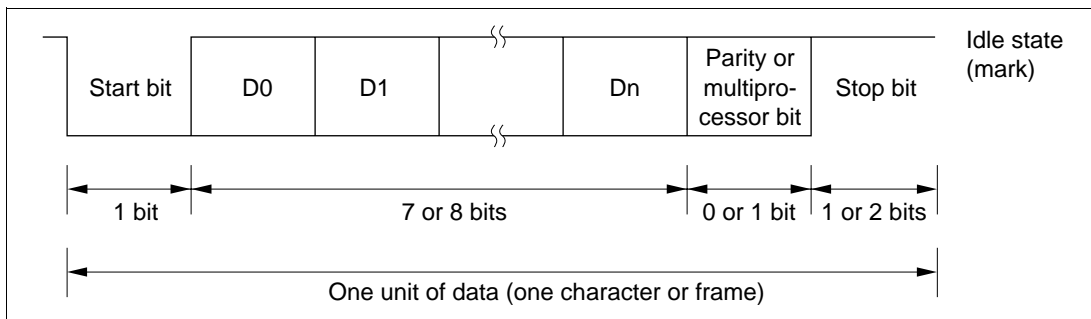 Idle state
(mark)
Start bit
D0
D1
Dn
Parity or
multipro-
cessor bit
Stop bit
1 bit
7 or 8 bits
0 or 1 bit
1 or 2 bits
One unit of data (one character or frame)